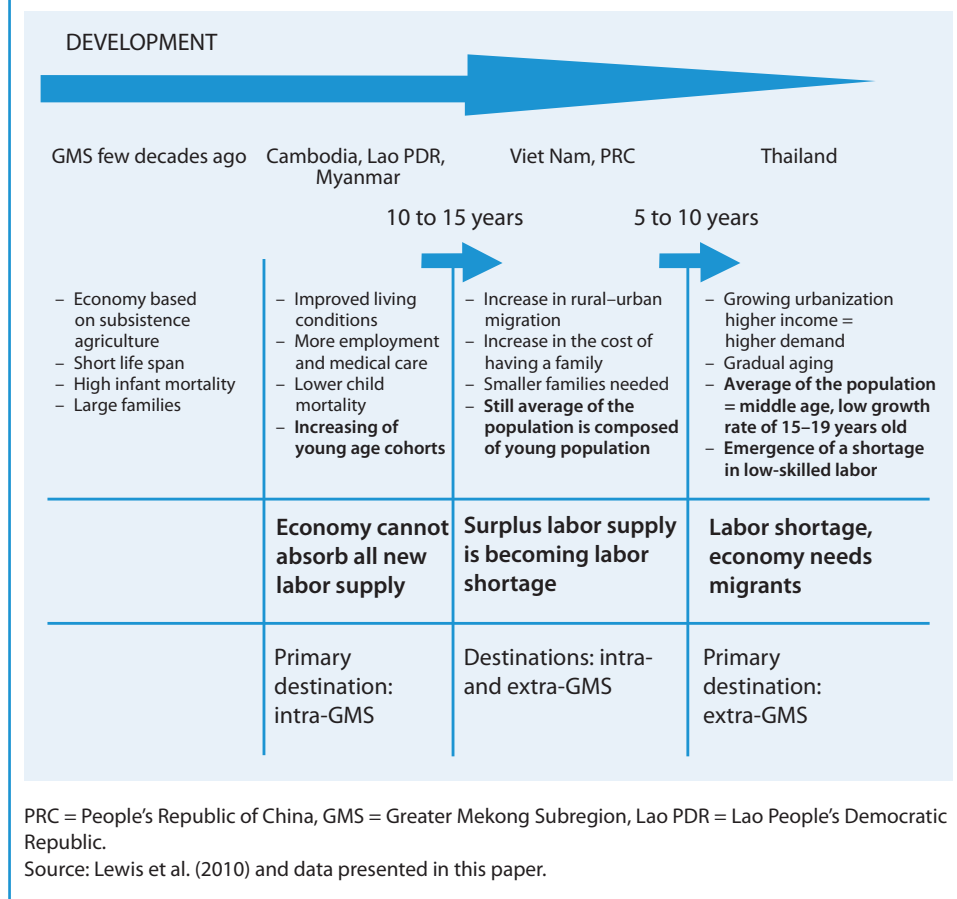 DEVELOPMENT
GMS few decades ago
Cambodia, Lao PDR,
Myanmar
Viet Nam, PRC
Thailand
10 to 15 years
5 to 10 years
– Economy based
on subsistence
agriculture
– Short life span
– High infant mortality
– Large families
– Improved living
conditions
– More employment
and medical care
– Lower child
mortality
– Increasing of
young age cohorts
– Increase in rural–urban
migration
– Increase in the cost of
having a family
– Smaller families needed
– Still average of the
population is composed
of young population
– Growing urbanization
higher income =
higher demand
– Gradual aging
– Average of the population
= middle age, low growth
rate of 15–19 years old
– Emergence of a shortage
in low-skilled labor
Economy cannot
absorb all new
labor supply
Surplus labor supply
is becoming labor
shortage
Labor shortage,
economy needs
migrants
Primary
destination:
intra-GMS
Destinations: intra-
and extra-GMS
Primary
destination:
extra-GMS
PRC = People's Republic of China, GMS = Greater Mekong Subregion, Lao PDR = Lao People's Democratic
Republic.
Source: Lewis et al. (2010) and data presented in this paper.